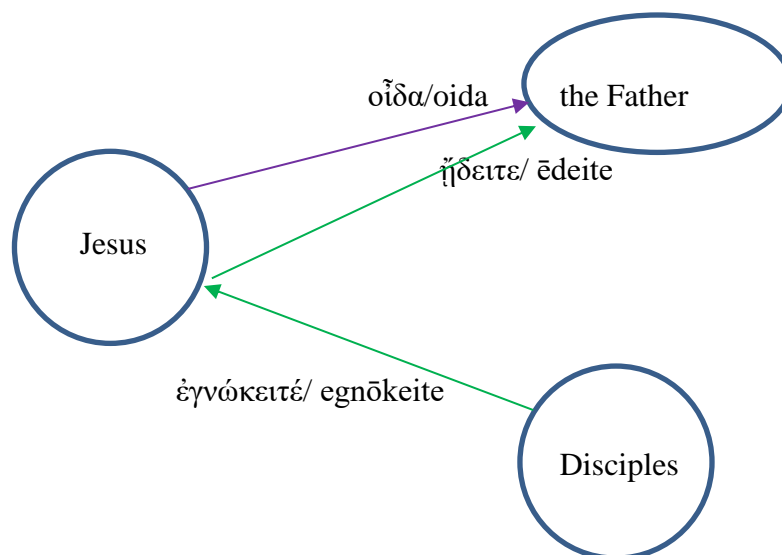 οἶδα/oida
the Father
ᾔδειτε/ ēdeite
Jesus
ἐγνώκειτέ/ egnōkeite
Disciples